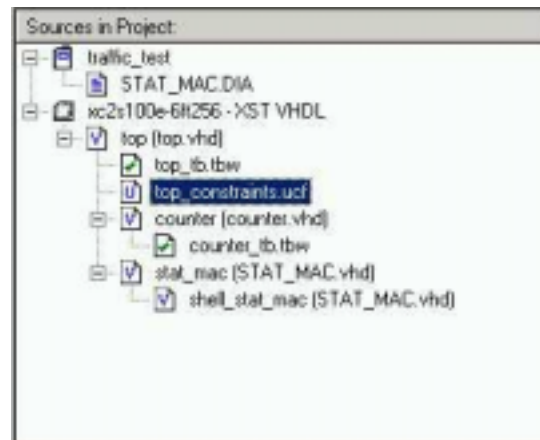 Sources in Project:
traffic_test
STAT_MAC.DIA
xc2s100e-6ft256 - XST VHDL
top (top.vhd)
top_tb.tbw
top_constraints.ucf
counter (counter.vhd)
counter_tb.tbw
stat_mac (STAT_MAC.vhd)
shell_stat_mac (STAT_MAC.vhd)